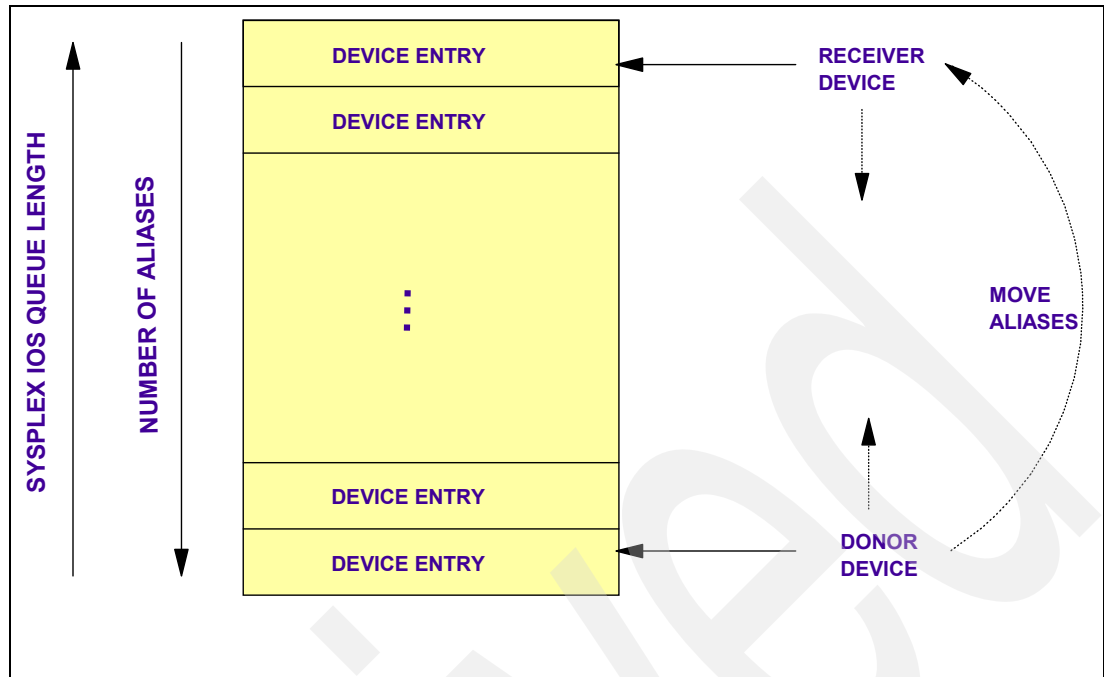 SYSPLEX IOS QUEUE LENGTH
NUMBER OF ALIASES
DEVICE ENTRY
DEVICE ENTRY
DEVICE ENTRY
DEVICE ENTRY
RECEIVER
DEVICE
MOVE
ALIASES
DONOR
DEVICE